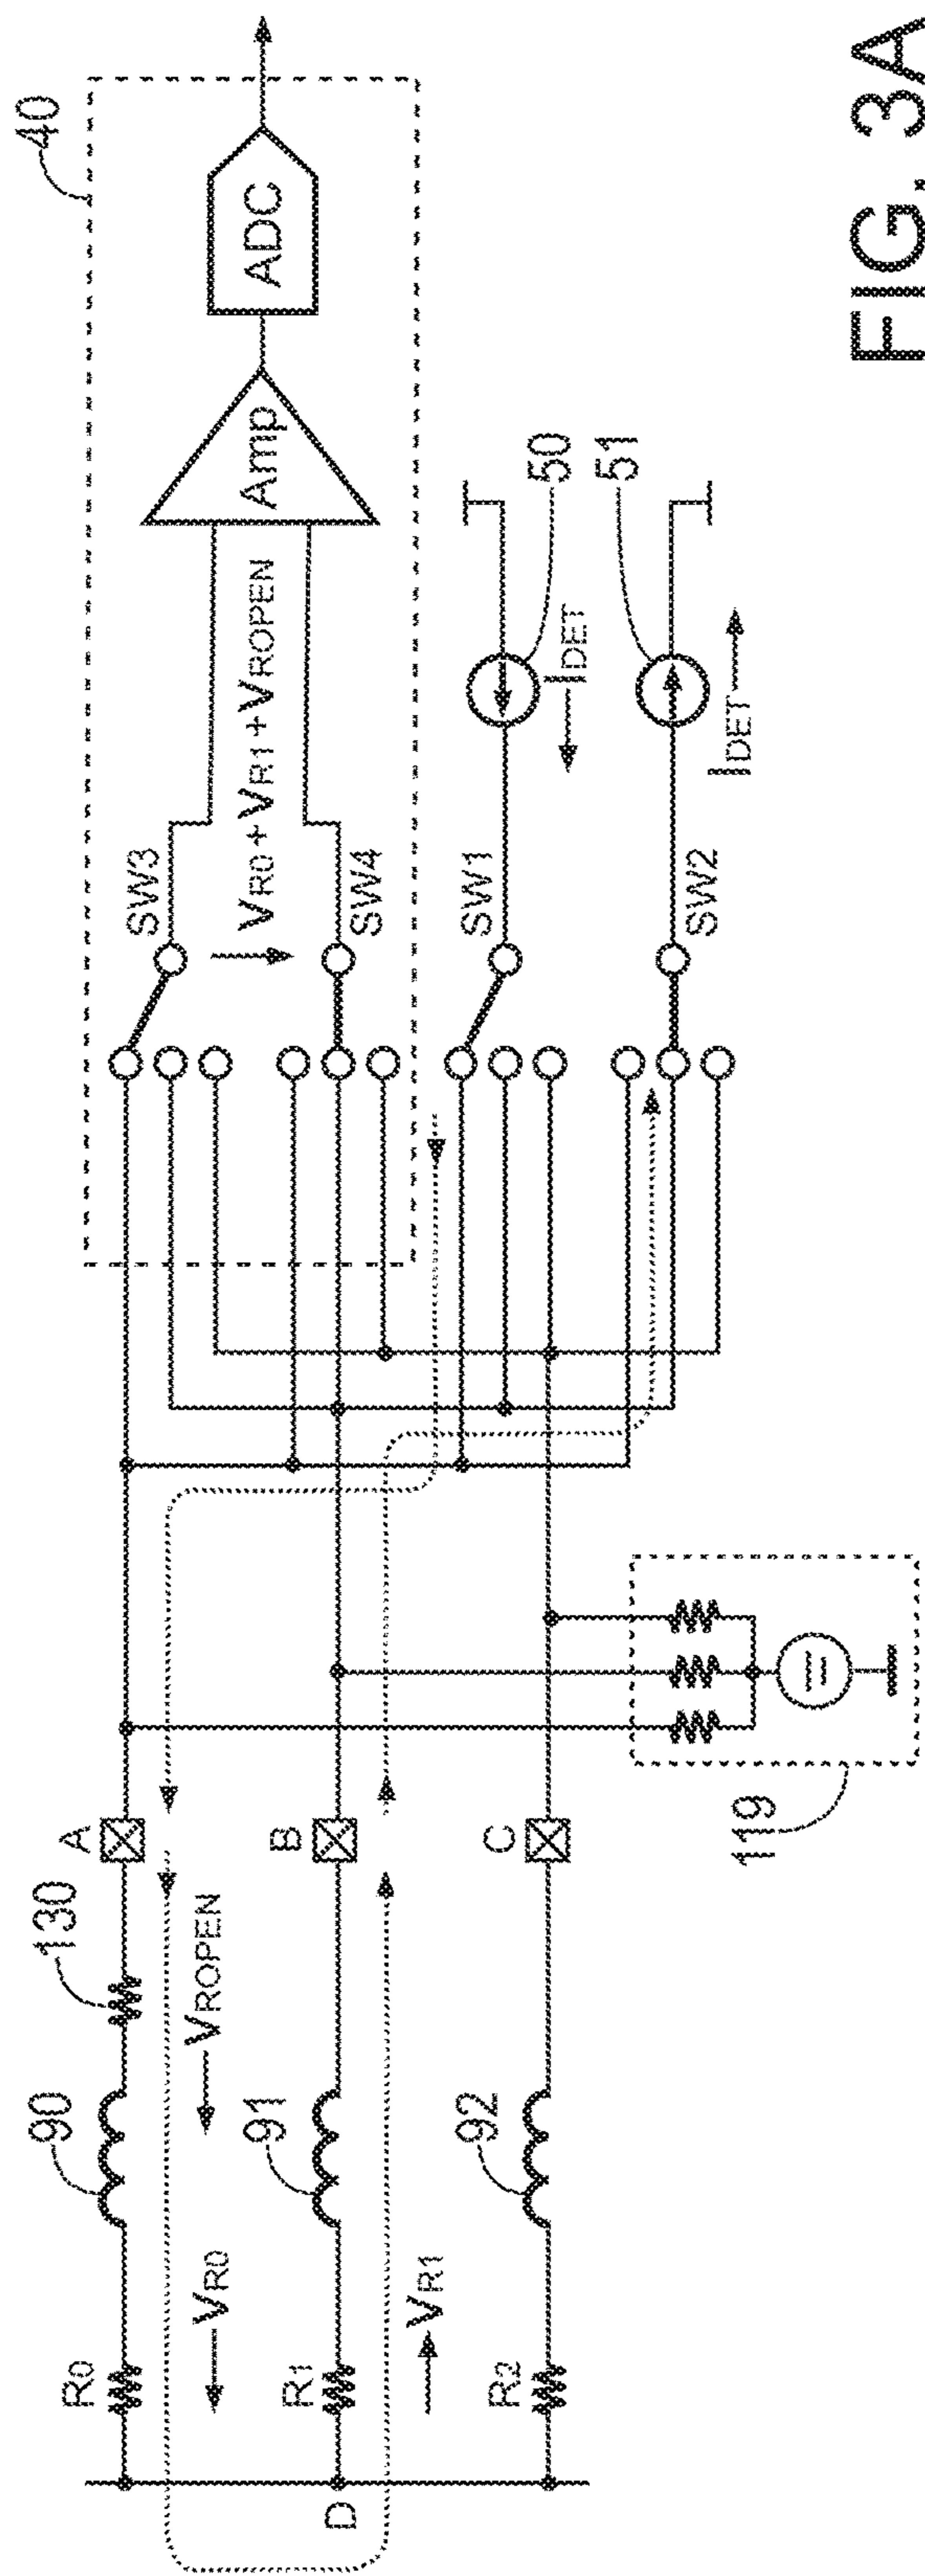 40
ADC
Amp
SW3
VR0+VR1+VROPEN
SW4
50
51
IDET
IDET
SW1
SW2
A
130
VROPEN
90
R0
VR0
B
91
R1
VR1
C
92
R2
D
119
FIG. 3A